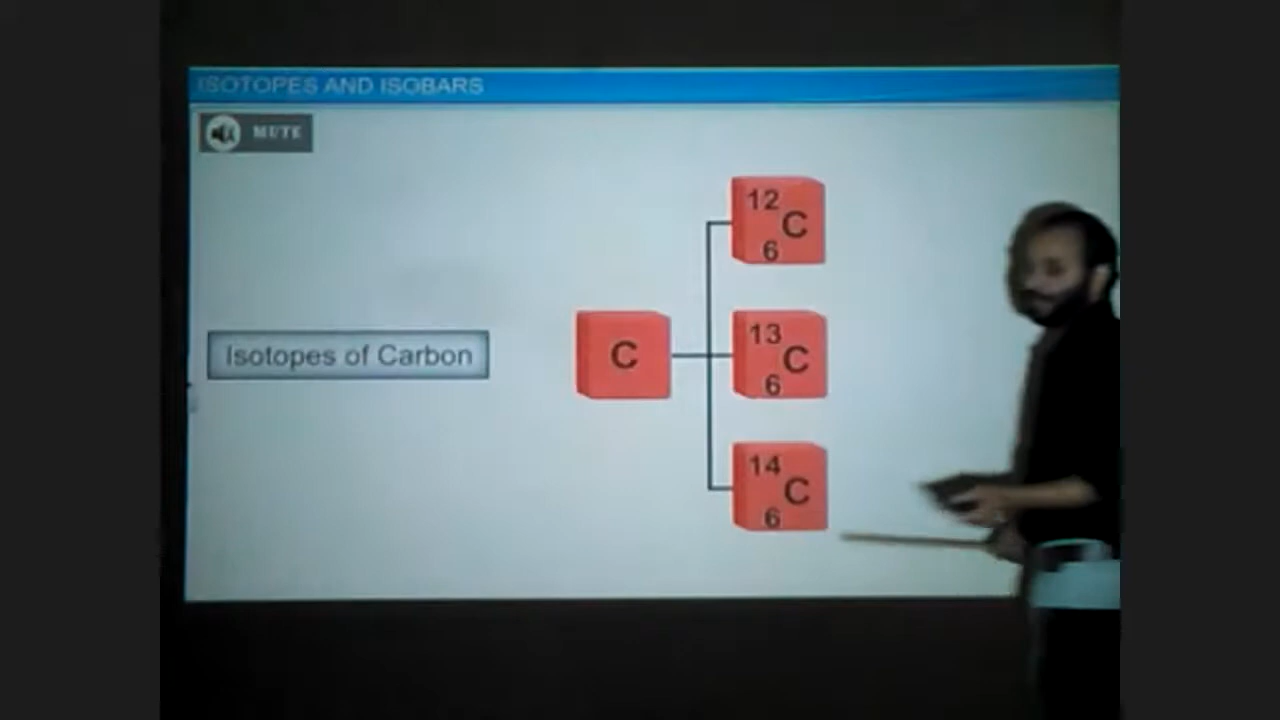 ISOTOPES AND ISOBARS
MUTE
12
C
6
Isotopes of Carbon
C
13
C
6
14
C
6